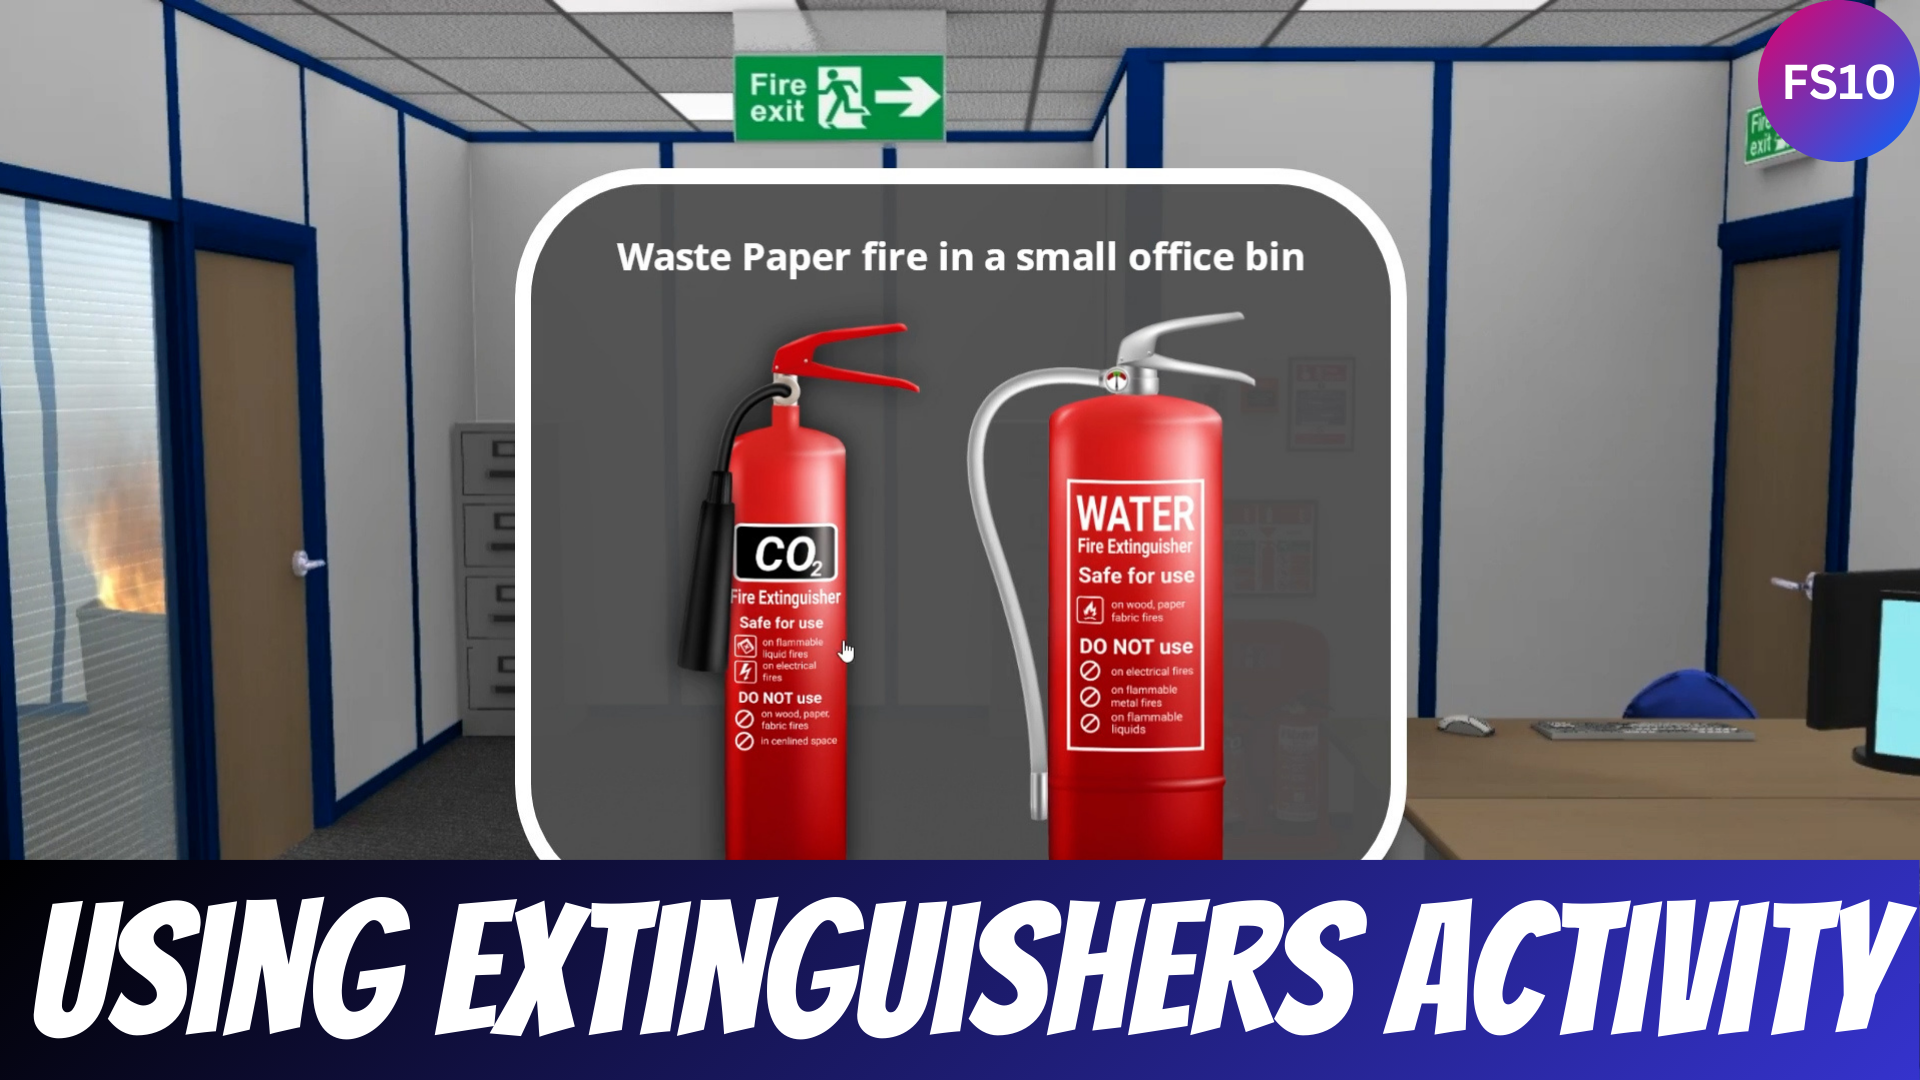 Fire
exit
FS10
Fire
exit
Waste Paper fire in a small office bin
CO2
Fire Extinguisher
Safe for use
on flammable
liquid fires
on electrical
fires
DO NOT use
on wood, paper,
fabric fires
in cenlined space
WATER
Fire Extinguisher
Safe for use
on wood, paper
fabric fires
DO NOT use
on electrical fires
on flammable
metal fires
on flammable
liquids
USING EXTINGUISHERS ACTIVITY